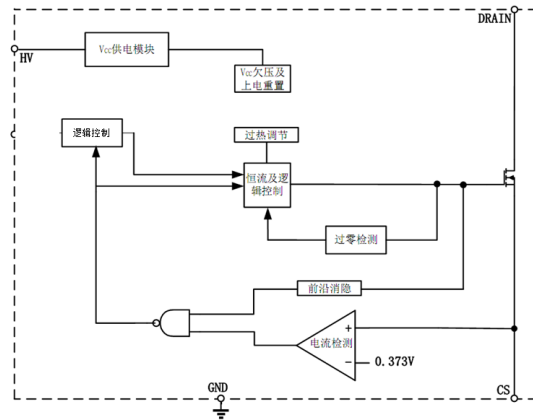 DRAIN
HV
Vcc供电模块
Vcc欠压及
上电重置
逻辑控制
过热调节
恒流及逻
辑控制
过零检测
前沿消隐
+
电流检测
−
0.373V
GND
CS